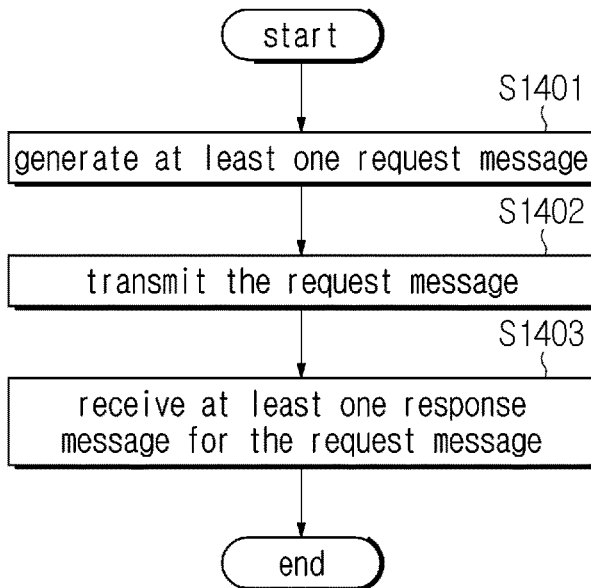 start
S1401
generate at least one request message
S1402
transmit the request message
S1403
receive at least one response
message for the request message
end